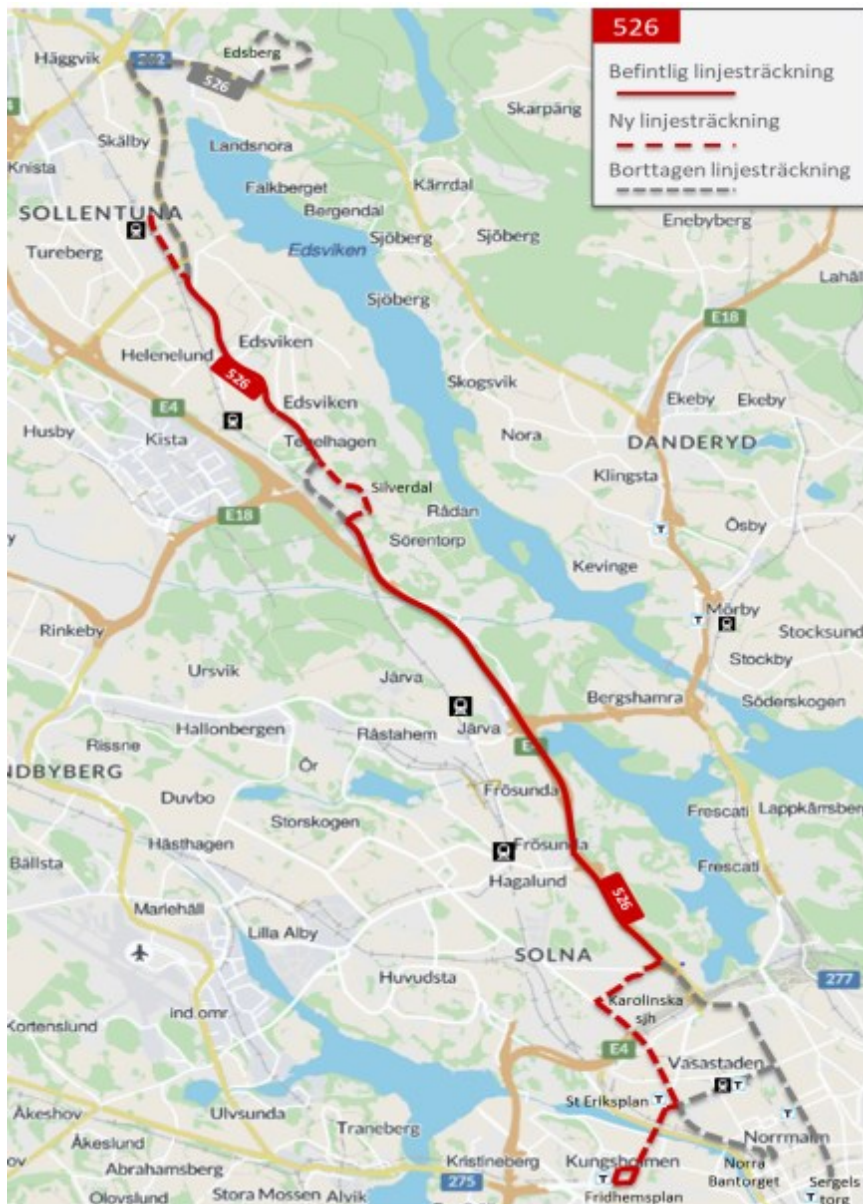 526
Befintlig linjesträckning
Ny linjesträckning
Borttagen linjesträckning
Edsberg
Häggvik
262
526
Skarpäng
Skälby
Landsnora
Knista
Falkberget
Kärrdal
SOLLENTUNA
Bergendal
Enebyberg
Tureberg
Edsviken
Sjöberg
Sjöberg
Lahäl
Sjöberg
E18
Helenelund
Edsviken
526
Skogsvik
Edsviken
Ekeby
Ekeby
E4
Husby
Kista
Tegelhagen
Nora
DANDERYD
Silverdal
Klingsta
E18
Rådan
T
Ösby
y
Sörentorp
Kevinge
Rinkeby
T
Mörby
Stocksund
Ursvik
Järva
Stockby
Bergshamra
Söderskogen
Hallonbergen
Råstahem
Järva
Rissne
E4
NDBYBERG
Ör
Frösunda
Duvbo
Storskogen
Frescati
Lappkärrsberg
Hästhagen
Frösunda
Bällsta
Hagalund
Frescati
Mariehäll
526
Lilla Alby
SOLNA
Huvudsta
277
Karolinska
sjh
Kortenslund
ind.omr.
E4
Vasastaden
T
St Eriksplan
T
Åkeshov
Ulvsunda
T
Traneberg
Norrmalm
Åkeslund
Kungsholmen
ov
Abrahamsberg
Kristineberg
Norra
Bantorget
275
T
Sergels
torg
Olovslund
Stora Mossen
Alvik
Fridhemsplan
T